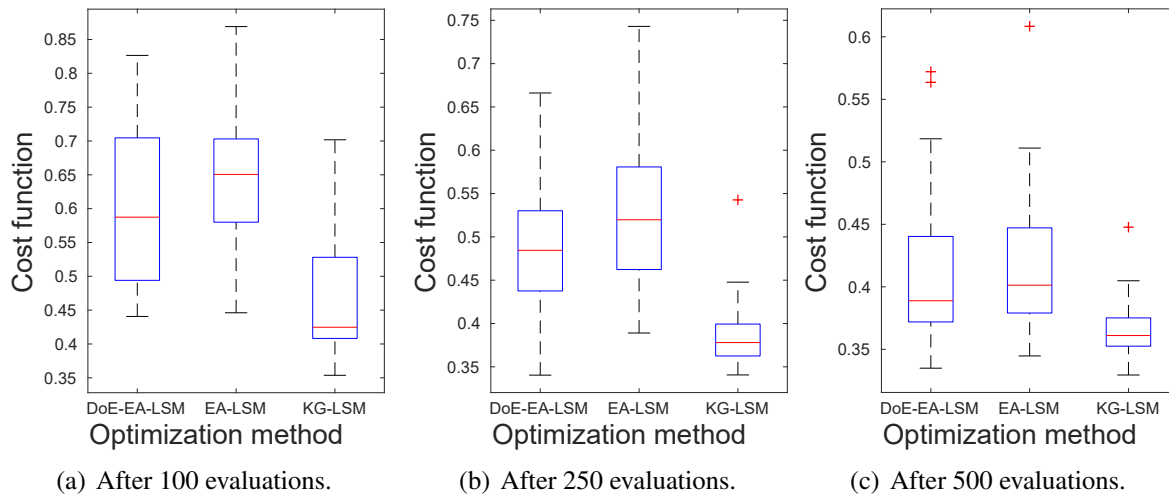 0.85
0.8
0.75
0.7
0.65
0.6
0.55
0.5
0.45
0.4
0.35
Cost function
DoE-EA-LSM EA-LSM KG-LSM
Optimization method
(a) After 100 evaluations.
0.75
0.7
0.65
0.6
0.55
0.5
0.45
0.4
0.35
Cost function
DoE-EA-LSM EA-LSM KG-LSM
Optimization method
(b) After 250 evaluations.
0.6
0.55
0.5
0.45
0.4
0.35
Cost function
DoE-EA-LSM EA-LSM KG-LSM
Optimization method
(c) After 500 evaluations.